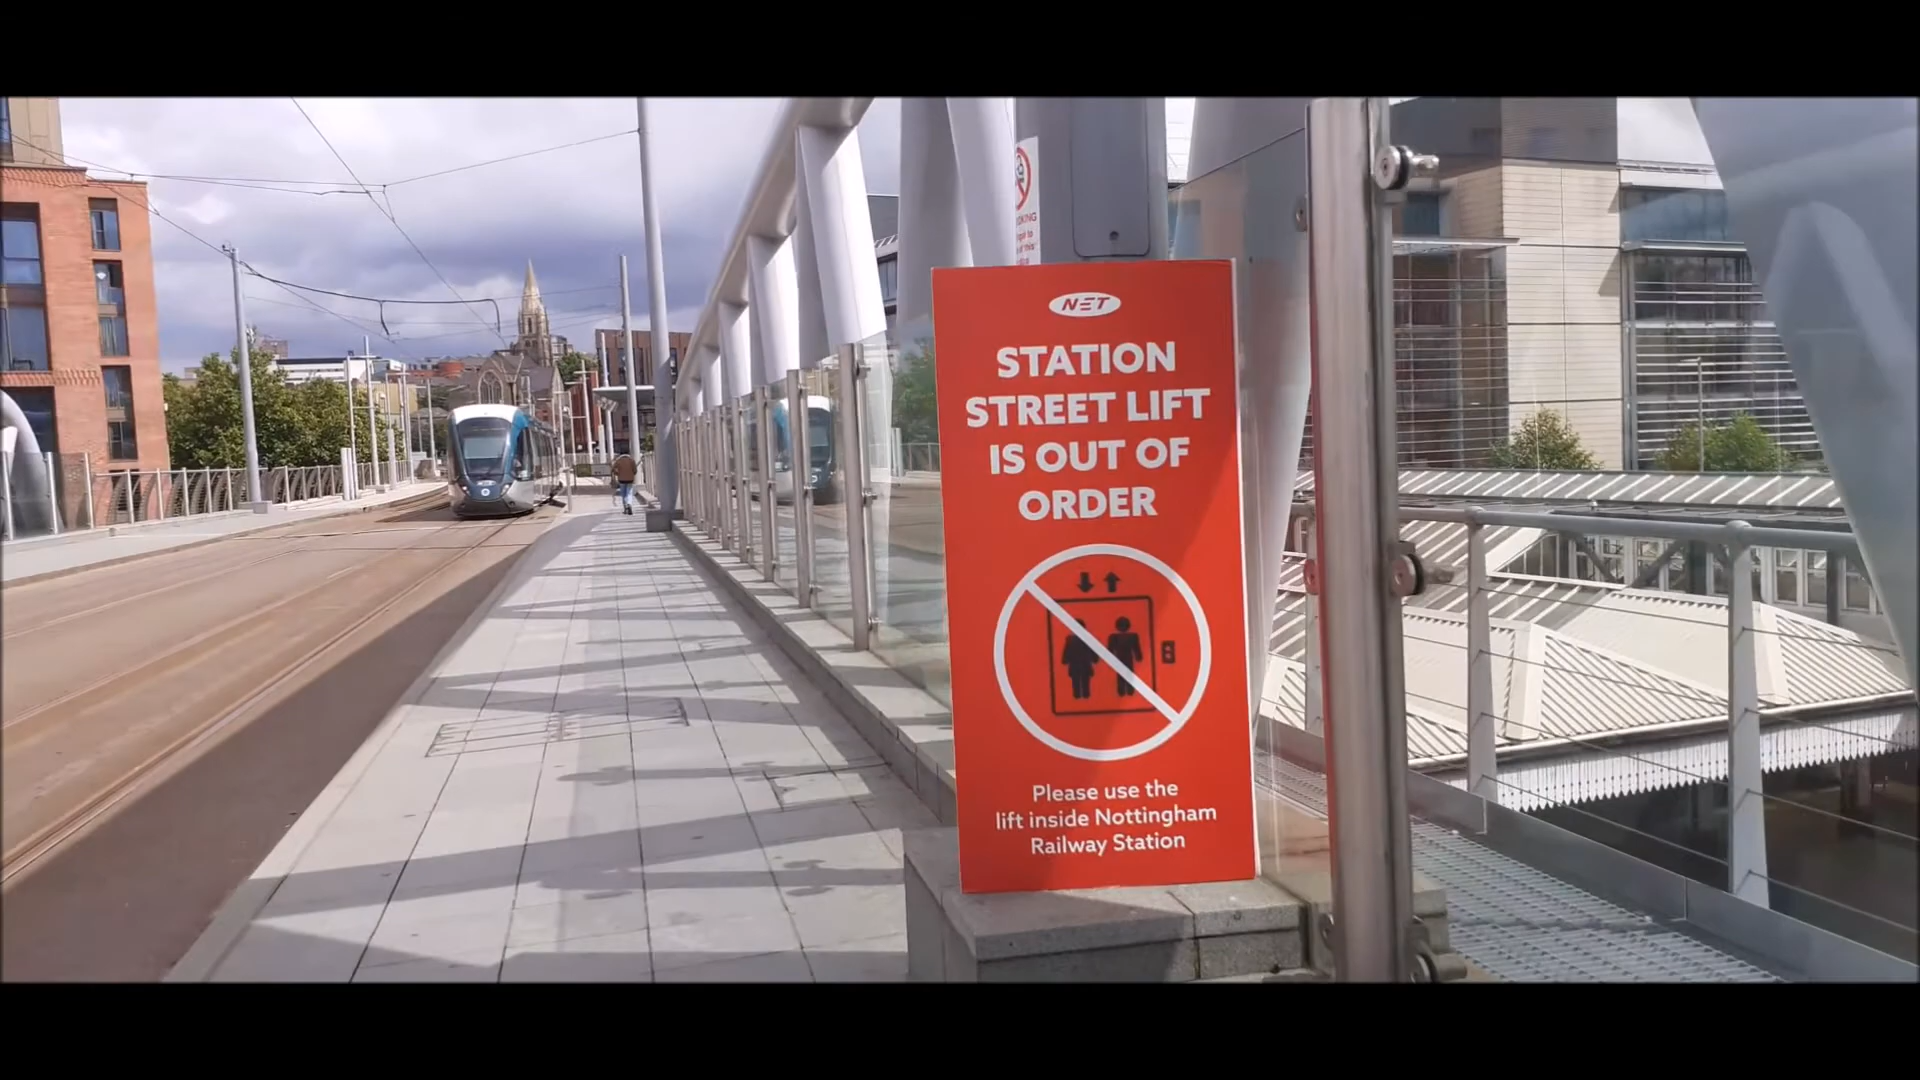 NET
STATION
STREET LIFT
IS OUT OF
ORDER
Please use the
lift inside Nottingham
Railway Station